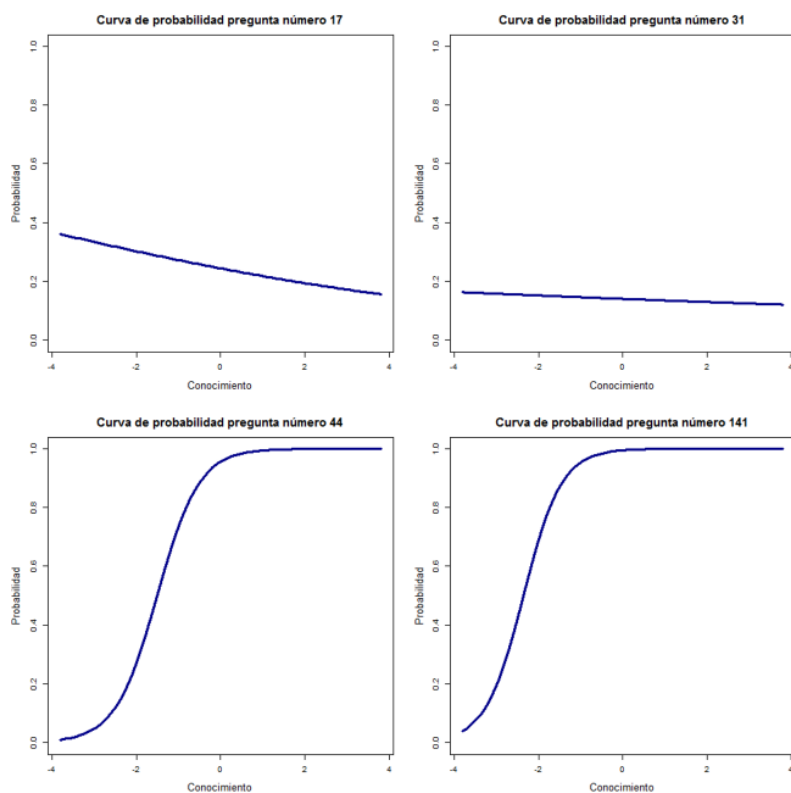 Curva de probabilidad pregunta número 17
Probabilidad
0.0 0.2 0.4 0.6 0.8 1.0
-4 -2 0 2 4
Conocimiento
Curva de probabilidad pregunta número 31
Probabilidad
0.0 0.2 0.4 0.6 0.8 1.0
-4 -2 0 2 4
Conocimiento
Curva de probabilidad pregunta número 44
Probabilidad
0.0 0.2 0.4 0.6 0.8 1.0
-4 -2 0 2 4
Conocimiento
Curva de probabilidad pregunta número 141
Probabilidad
0.0 0.2 0.4 0.6 0.8 1.0
-4 -2 0 2 4
Conocimiento